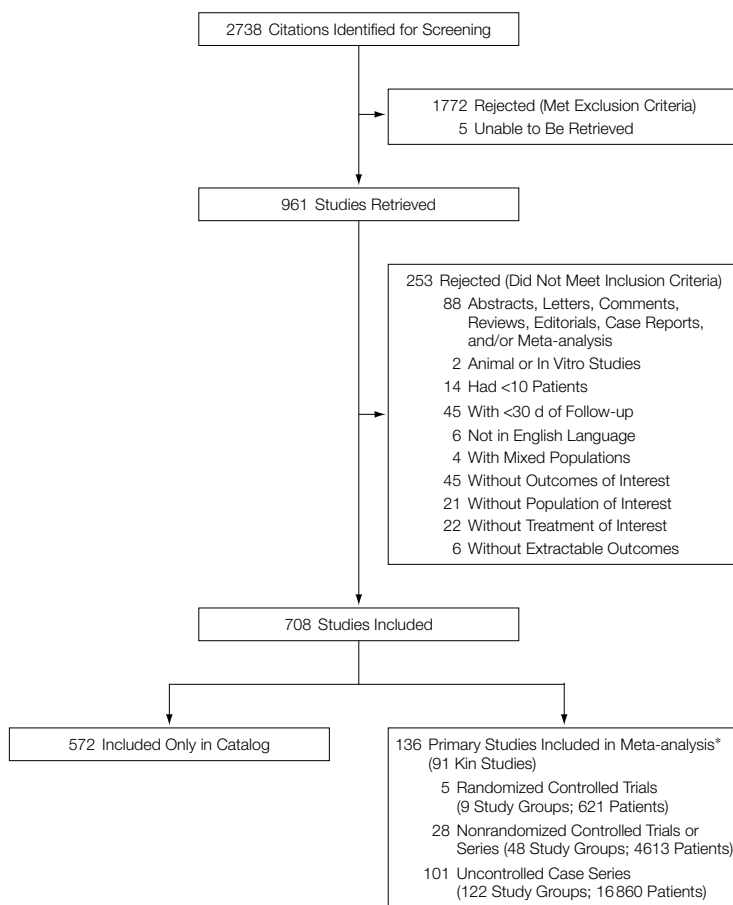 2738 Citations Identified for Screening
1772 Rejected (Met Exclusion Criteria)
5 Unable to Be Retrieved
961 Studies Retrieved
253 Rejected (Did Not Meet Inclusion Criteria)
88 Abstracts, Letters, Comments,
Reviews, Editorials, Case Reports,
and/or Meta-analysis
2 Animal or In Vitro Studies
14 Had <10 Patients
45 With <30 d of Follow-up
6 Not in English Language
4 With Mixed Populations
45 Without Outcomes of Interest
21 Without Population of Interest
22 Without Treatment of Interest
6 Without Extractable Outcomes
708 Studies Included
572 Included Only in Catalog
136 Primary Studies Included in Meta-analysis*
(91 Kin Studies)
5 Randomized Controlled Trials
(9 Study Groups; 621 Patients)
28 Nonrandomized Controlled Trials or
Series (48 Study Groups; 4613 Patients)
101 Uncontrolled Case Series
(122 Study Groups; 16 860 Patients)